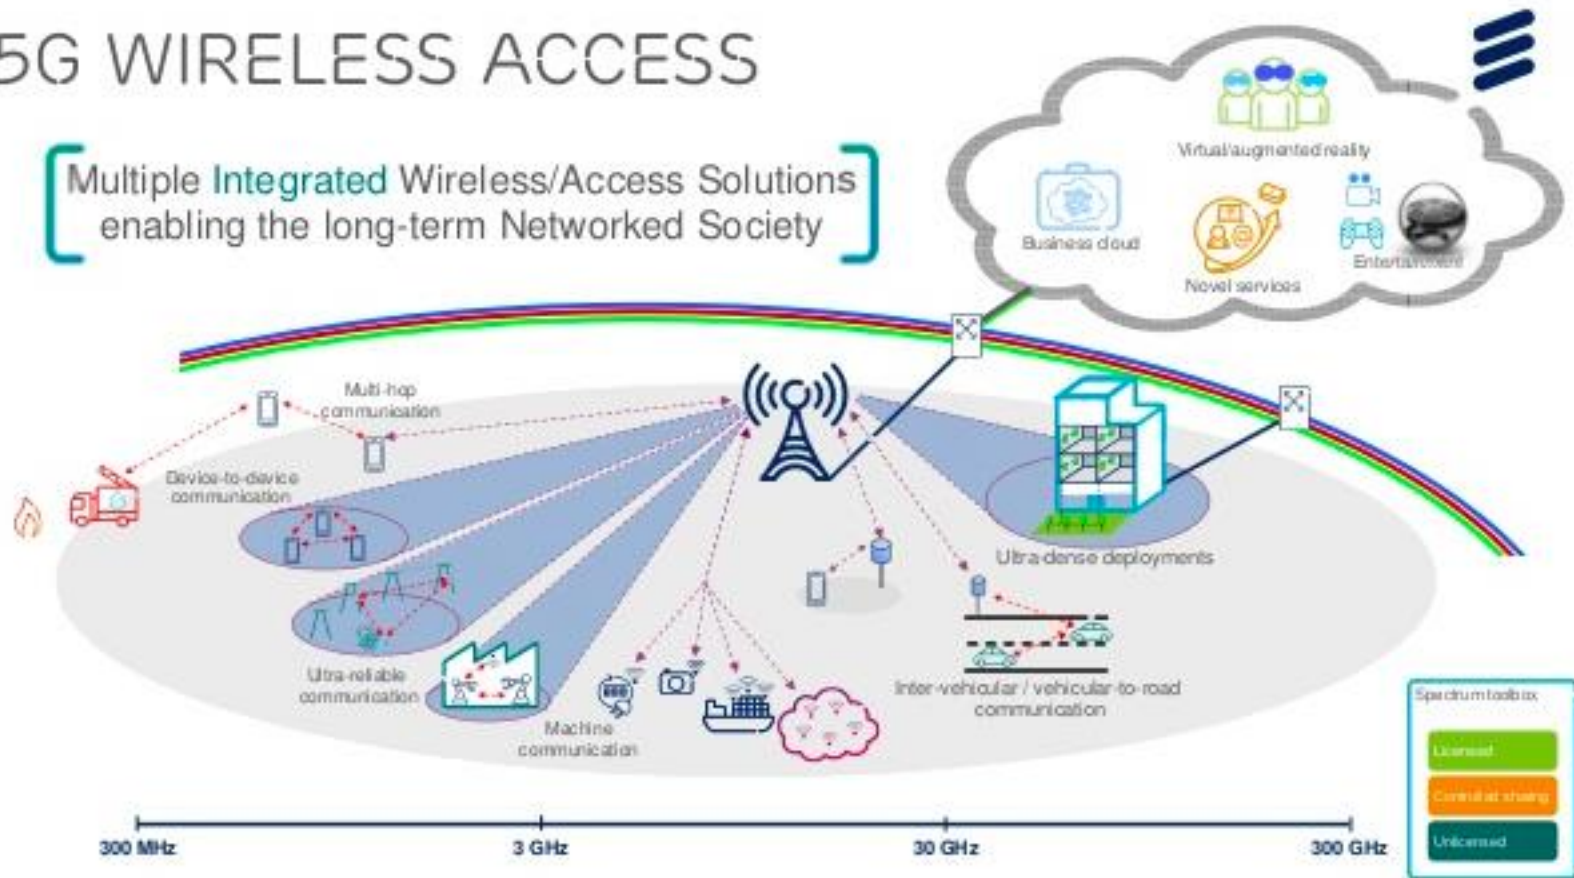 5G WIRELESS ACCESS
Multiple Integrated Wireless/Access Solutions
enabling the long-term Networked Society
Virtual/augmented reality
Business cloud
Novel services
Entertainment
Multi-hop
communication
Device-to-device
communication
Ultra-dense deployments
Ultra-reliable
communication
Inter-vehicular / vehicular-to-road
communication
Machine
communication
Spectrum toolbox
Licensed
Controlled sharing
Unlicensed
300 MHz
3 GHz
30 GHz
300 GHz